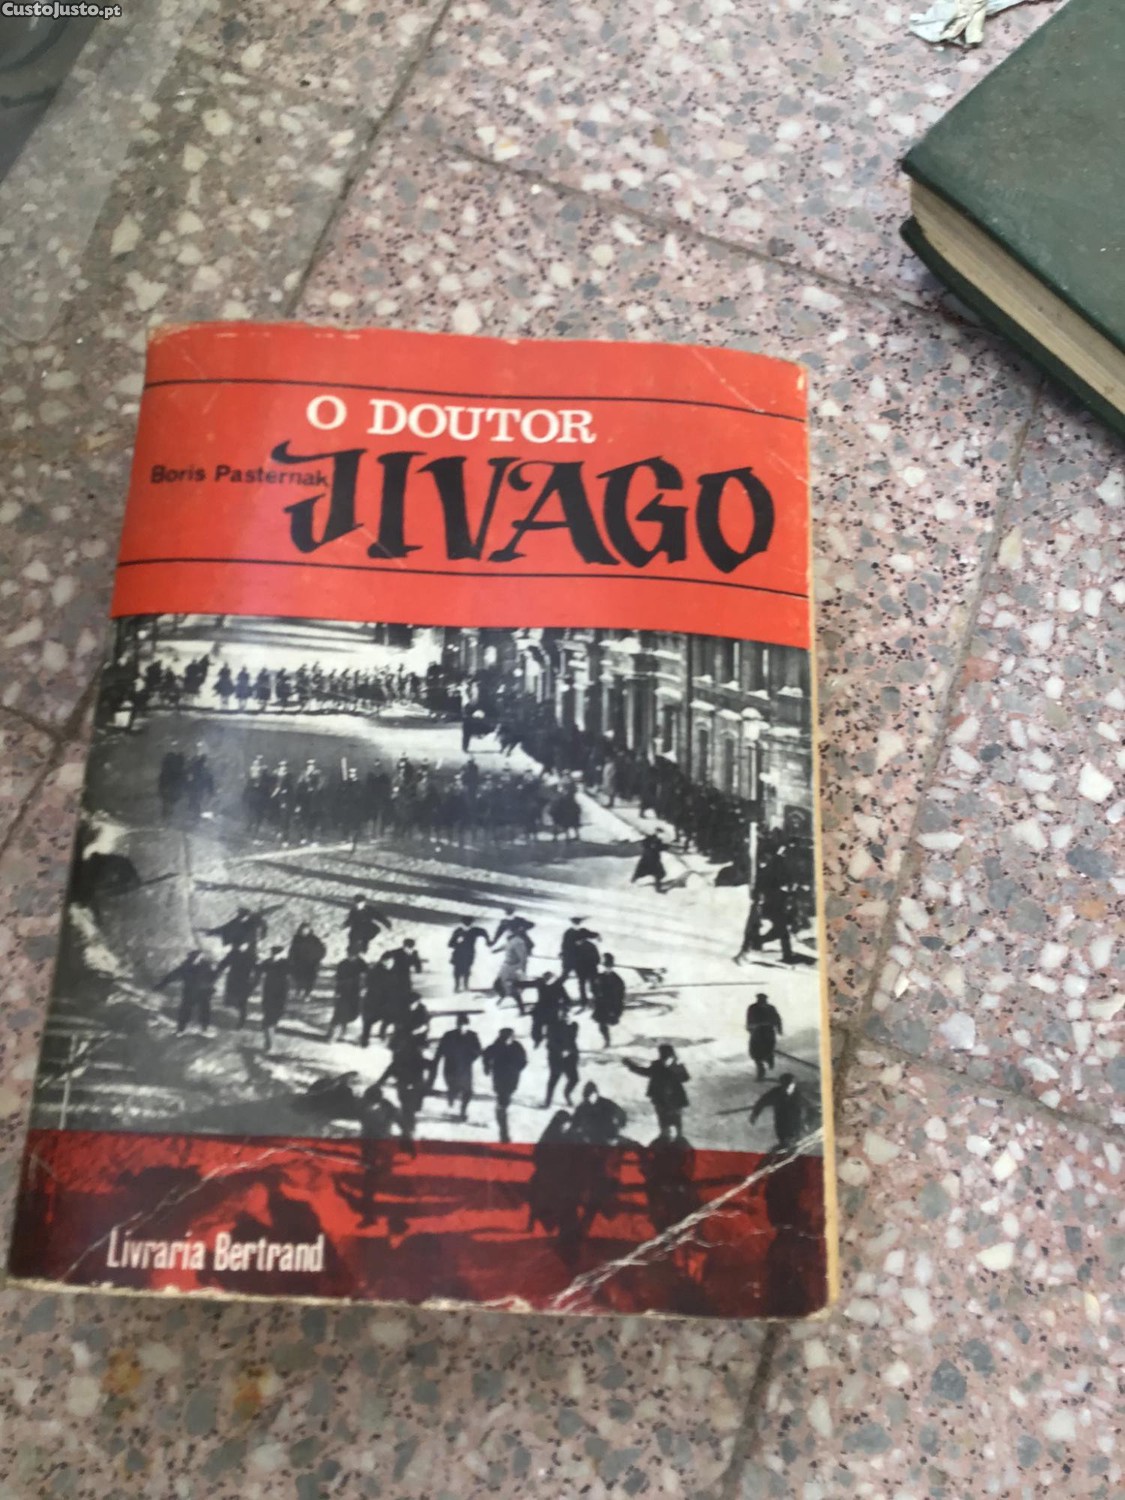 CustoJusto.pt
O DOUTOR
Boris Pasternak
JIVAGO
Livraria Bertrand